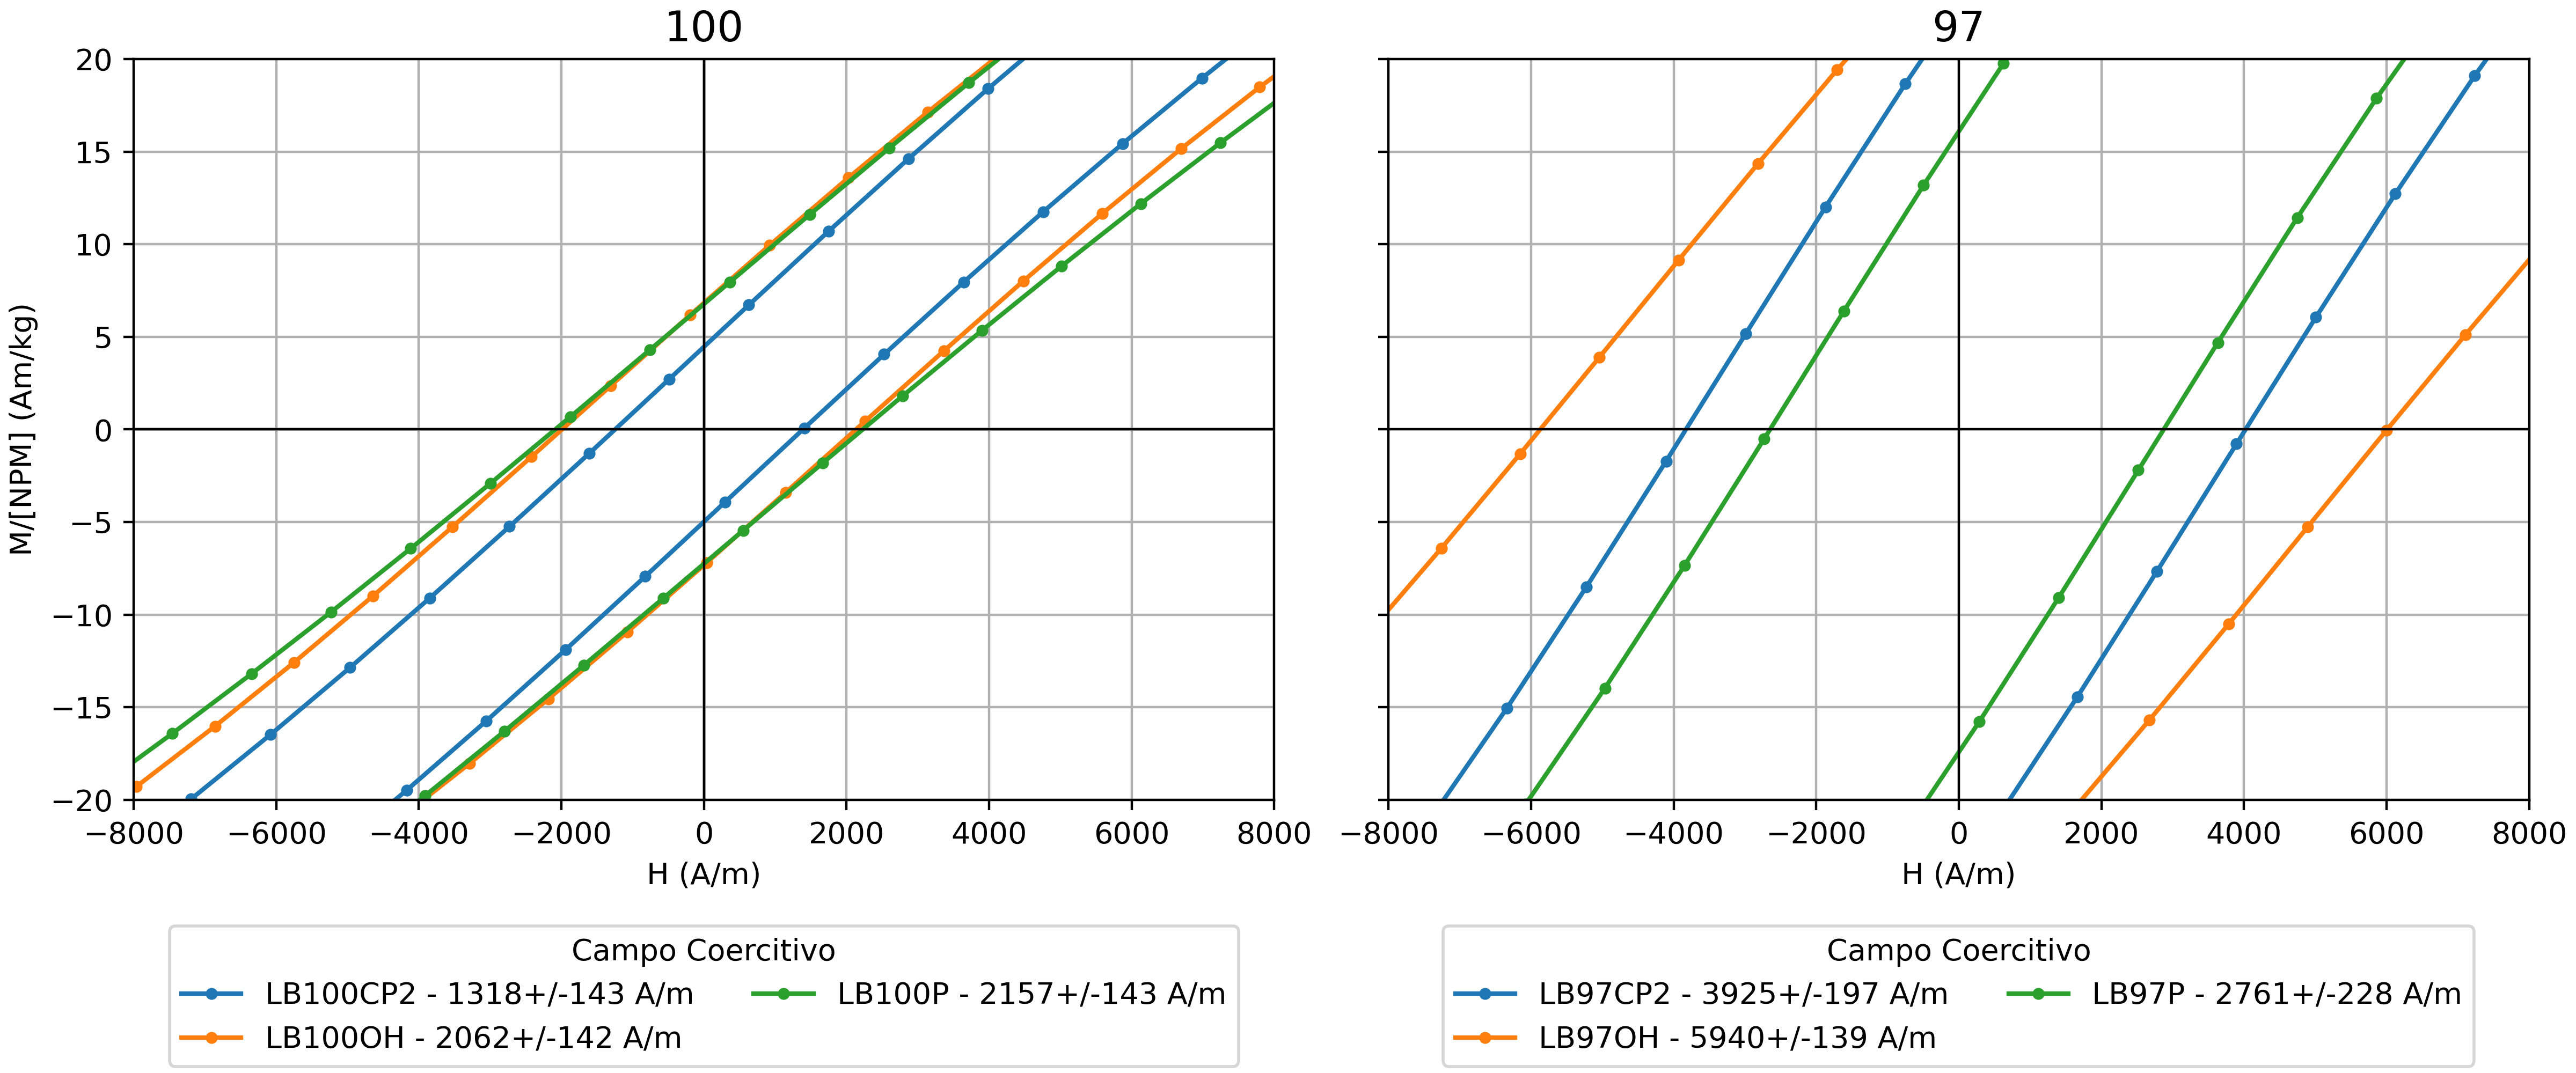 100
97
20
15
10
5
0
−5
−10
−15
−20
M/[NPM] (Am/kg)
−8000 −6000 −4000 −2000 0 2000 4000 6000 8000
−8000 −6000 −4000 −2000 0 2000 4000 6000 8000
H (A/m)
H (A/m)
Campo Coercitivo
LB100CP2 - 1318+/-143 A/m LB100P - 2157+/-143 A/m
LB100OH - 2062+/-142 A/m
Campo Coercitivo
LB97CP2 - 3925+/-197 A/m LB97P - 2761+/-228 A/m
LB97OH - 5940+/-139 A/m